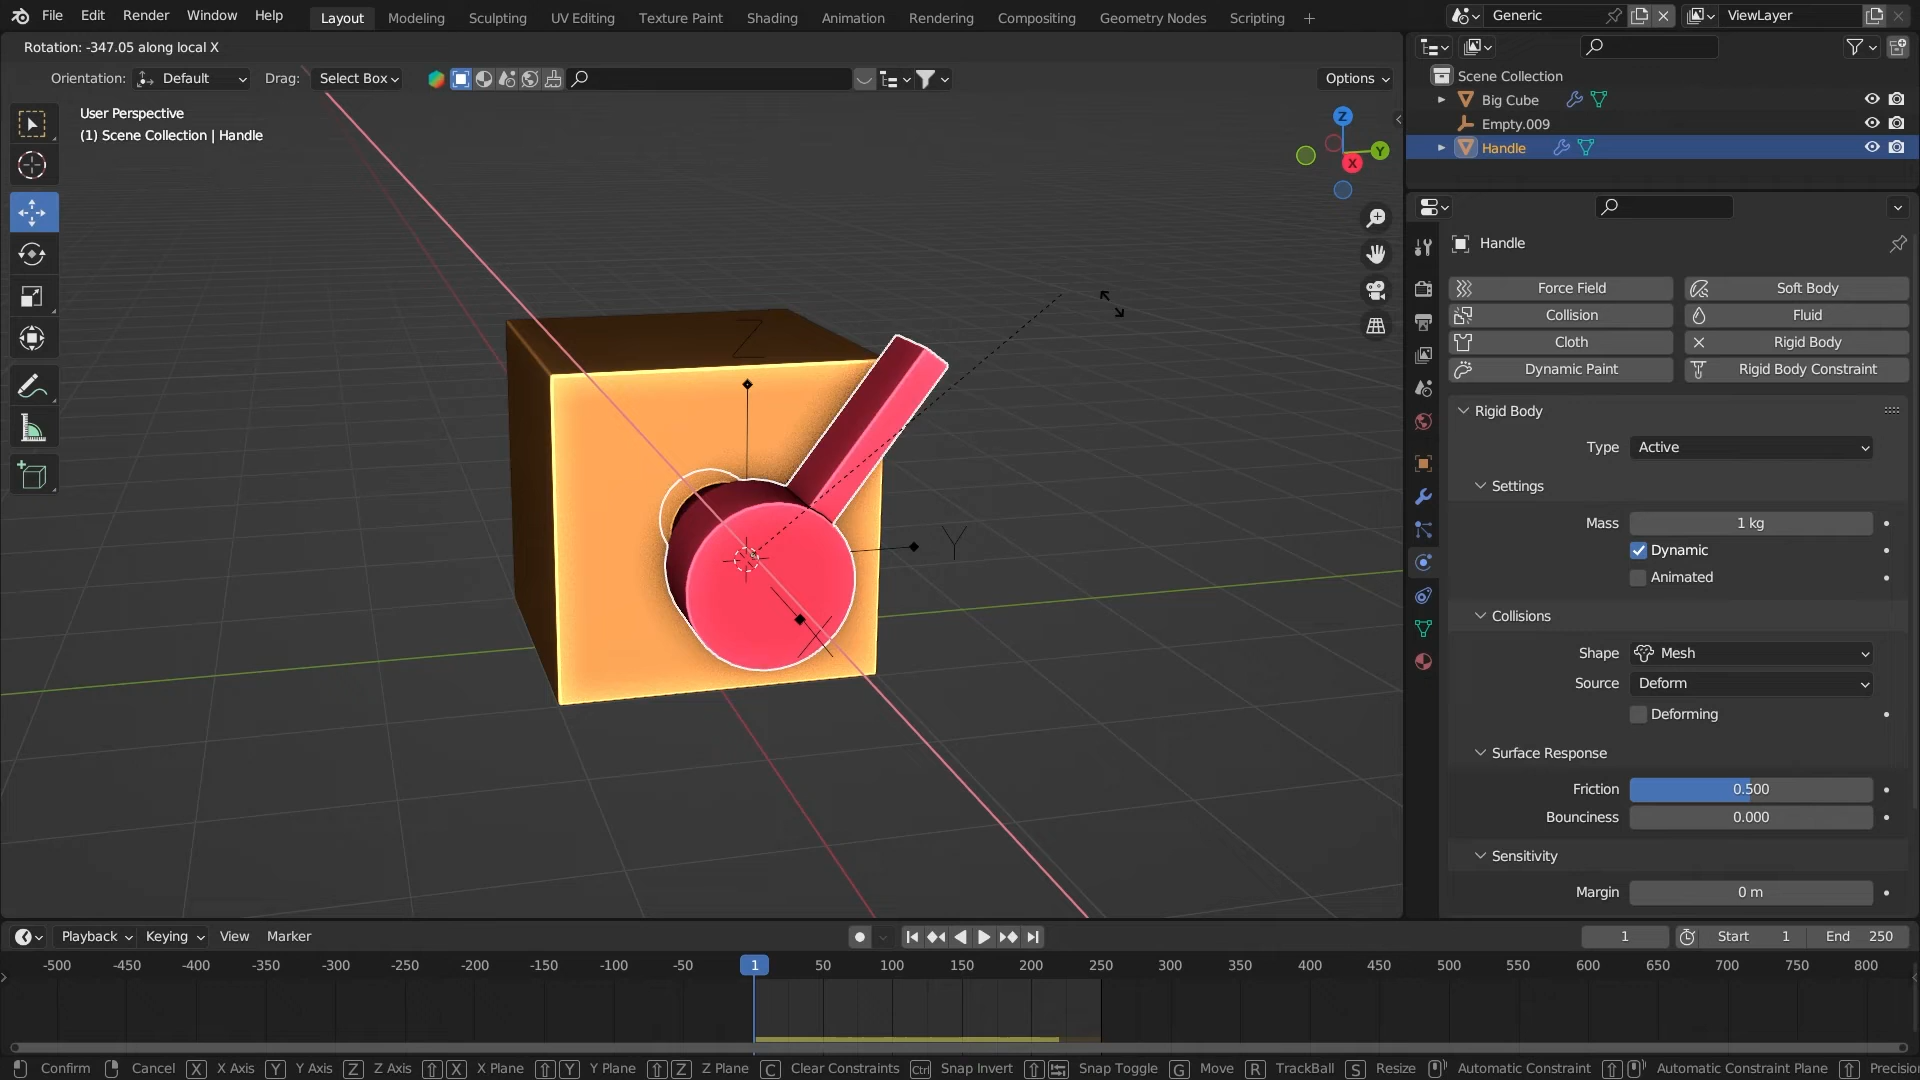 File Edit Render Window Help Layout Modeling Sculpting UV Editing Texture Paint Shading Animation Rendering Compositing Geometry Nodes Scripting + Generic ViewLayer
Rotation: -347.05 along local X
Orientation: Default Drag: Select Box Options
User Perspective
(1) Scene Collection | Handle
Z
Y
X
Z
Y
X
Scene Collection
Big Cube
Empty.009
Handle
Handle
Force Field Soft Body
Collision Fluid
Cloth Rigid Body
Dynamic Paint Rigid Body Constraint
Rigid Body
Type Active
Settings
Mass 1 kg
Dynamic
Animated
Collisions
Shape Mesh
Source Deform
Deforming
Surface Response
Friction 0.500
Bounciness 0.000
Sensitivity
Margin 0 m
Playback Keying View Marker 1 Start 1 End 250
-500 -450 -400 -350 -300 -250 -200 -150 -100 -50 1 50 100 150 200 250 300 350 400 450 500 550 600 650 700 750 800
Confirm Cancel X X Axis Y Y Axis Z Z Axis X X Plane Y Y Plane Z Z Plane C Clear Constraints Ctrl Snap Invert Snap Toggle G Move R TrackBall S Resize Automatic Constraint Automatic Constraint Plane Precision